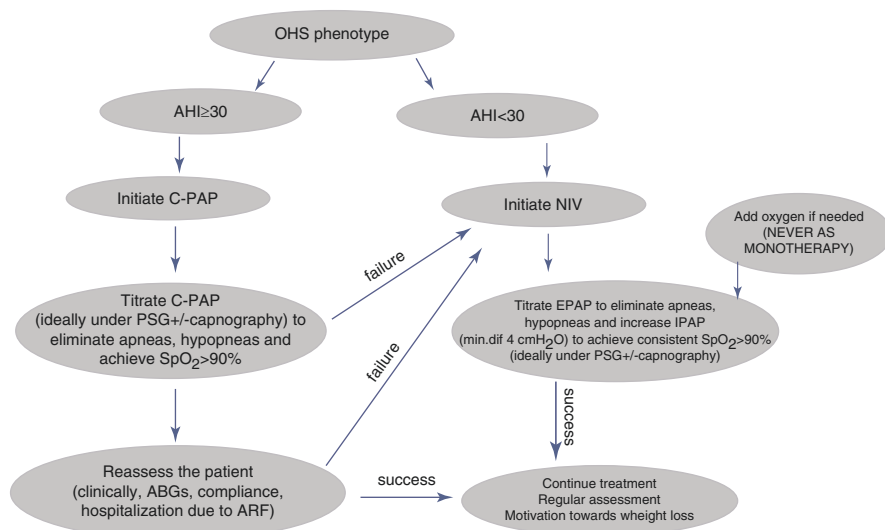 OHS phenotype
AHI≥30
AHI<30
Initiate C-PAP
Initiate NIV
Add oxygen if needed
(NEVER AS
MONOTHERAPY)
failure
Titrate C-PAP
(ideally under PSG+/-capnography) to
eliminate apneas, hypopneas and
achieve SpO2>90%
Titrate EPAP to eliminate apneas,
hypopneas and increase IPAP
(min.dif 4 cmH2O) to achieve consistent SpO2>90%
(ideally under PSG+/-capnography)
failure
success
Reassess the patient
(clinically, ABGs, compliance,
hospitalization due to ARF)
success
Continue treatment
Regular assessment
Motivation towards wheight loss